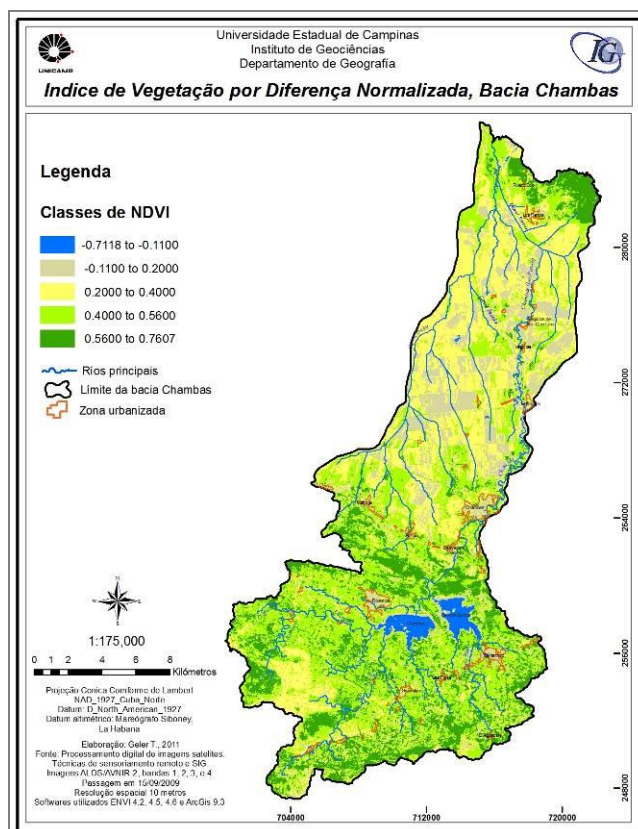 Universidade Estadual de Campinas
Instituto de Geociências
Departamento de Geografía
UNICAMP
IG
Indice de Vegetação por Diferença Normalizada, Bacia Chambas
Legenda
Classes de NDVI
-0.7118 to -0.1100
-0.1100 to 0.2000
0.2000 to 0.4000
0.4000 to 0.5600
0.5600 to 0.7607
Ríos principais
Límite da bacia Chambas
Zona urbanizada
280000
272000
264000
256000
248000
N
1:175,000
0 1 2 4 6 8
Kilómetros
Projeção Conica Comforme de Lambert
NAD_1927_Cuba_Norte
Datum: D_North_American_1927
Datum altimétrico: Mareógrafo Siboney,
La Habana
Elaboração: Geler T., 2011
Fonte: Processamento digital de imagens satelites.
Técnicas de sensoriamento remoto e SIG.
Imagens ALOS/AVNIR 2, bandas 1, 2, 3, e 4
Passagem em 15/09/2009
Resolução espacial 10 metros
Softwares utilizados ENVI 4.2, 4.5, 4.6 e ArcGis 9.3
704000
712000
720000